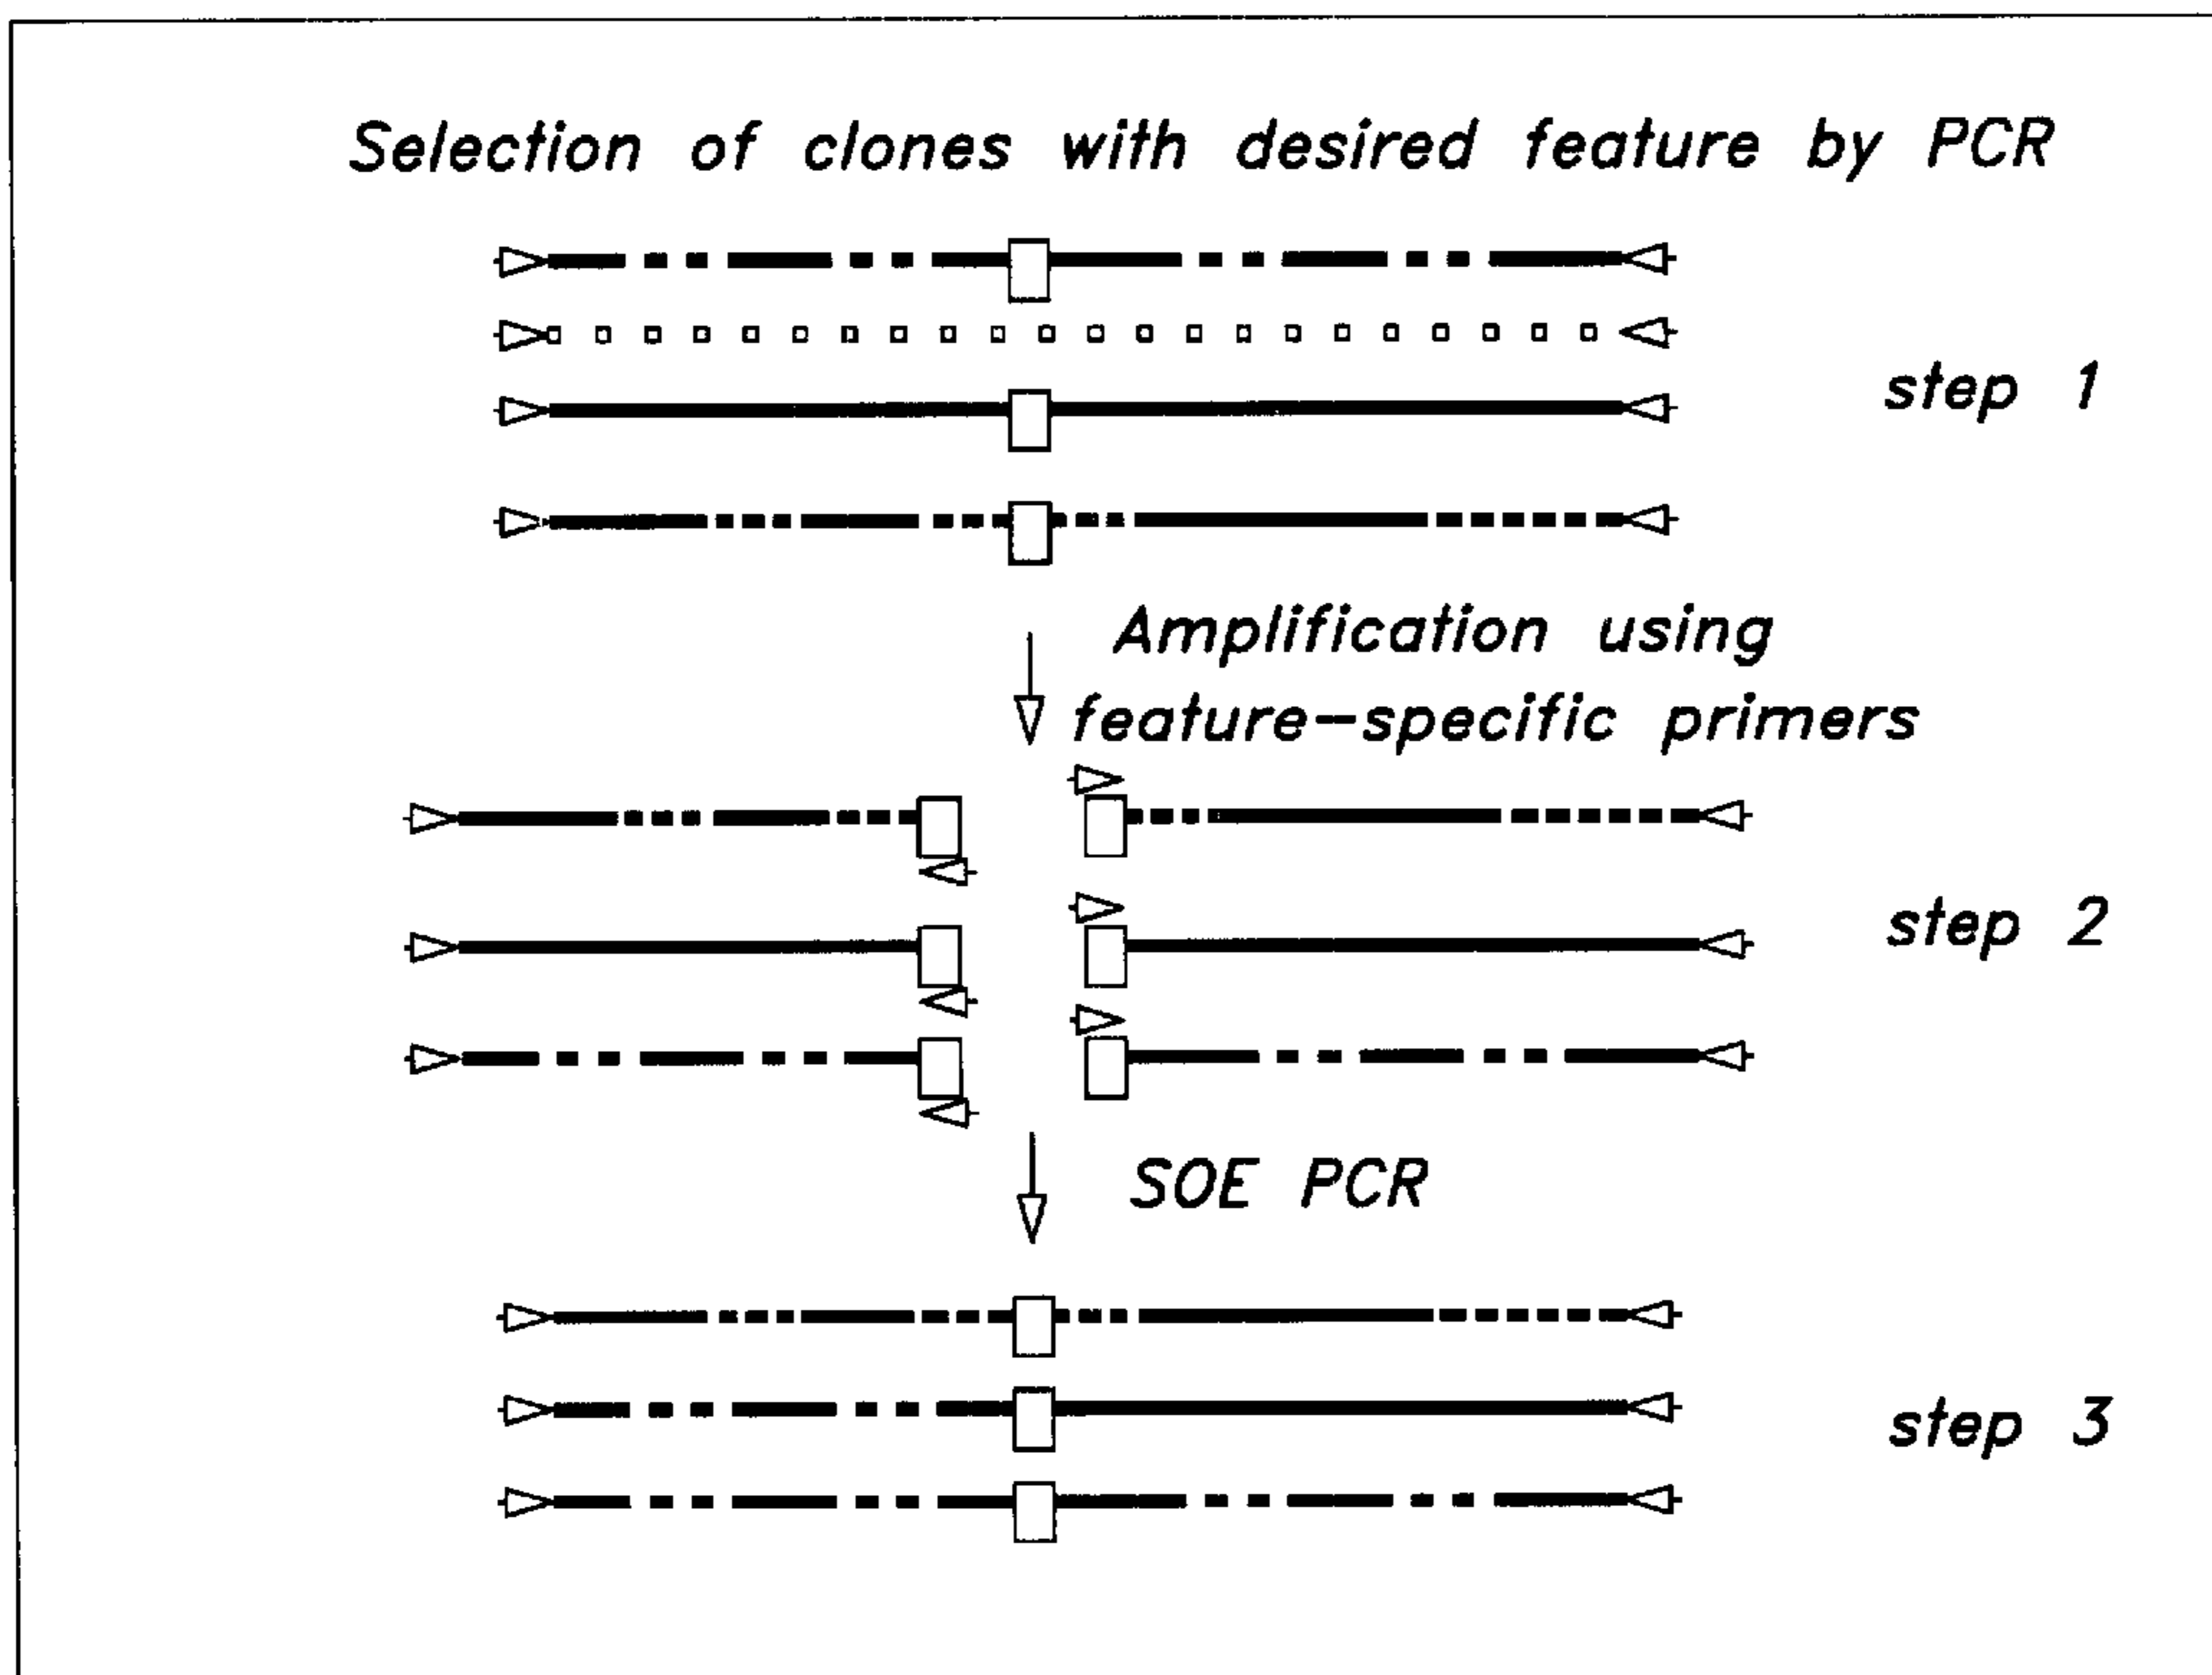 Selection of clones with desired feature by PCR
step 1
Amplification using
feature-specific primers
step 2
SOE PCR
step 3